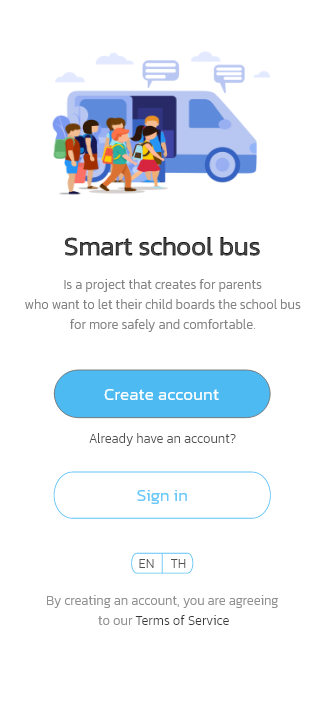 Smart school bus
Is a project that creates for parents
who want to let their child boards the school bus
for more safely and comfortable.
Create account
Already have an account?
Sign in
EN TH
By creating an account, you are agreeing
to our Terms of Service